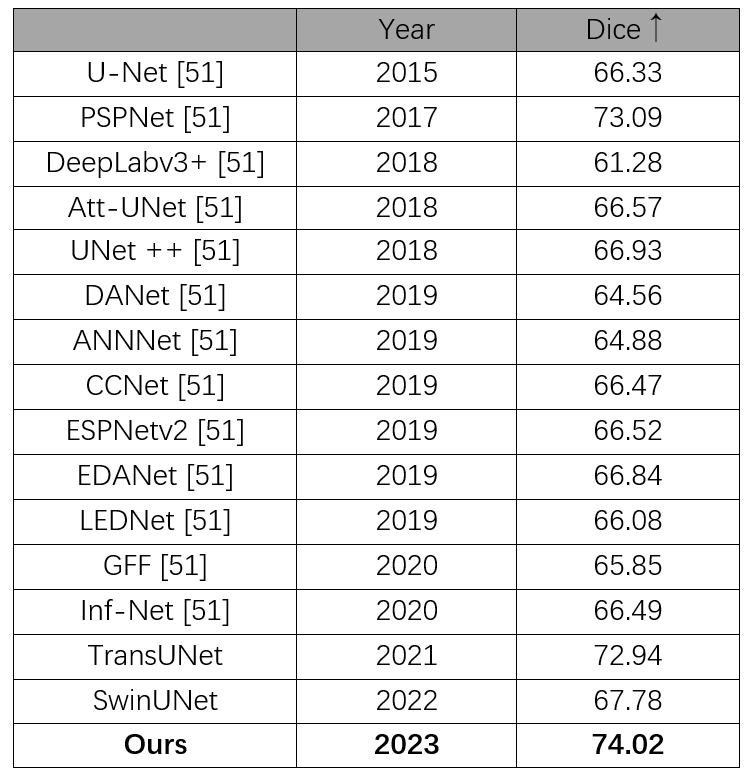 Year Dice ↑
U-Net [51] 2015 66.33
PSPNet [51] 2017 73.09
DeepLabv3+ [51] 2018 61.28
Att-UNet [51] 2018 66.57
UNet ++ [51] 2018 66.93
DANet [51] 2019 64.56
ANNNet [51] 2019 64.88
CCNet [51] 2019 66.47
ESPNetv2 [51] 2019 66.52
EDANet [51] 2019 66.84
LEDNet [51] 2019 66.08
GFF [51] 2020 65.85
Inf-Net [51] 2020 66.49
TransUNet 2021 72.94
SwinUNet 2022 67.78
Ours 2023 74.02